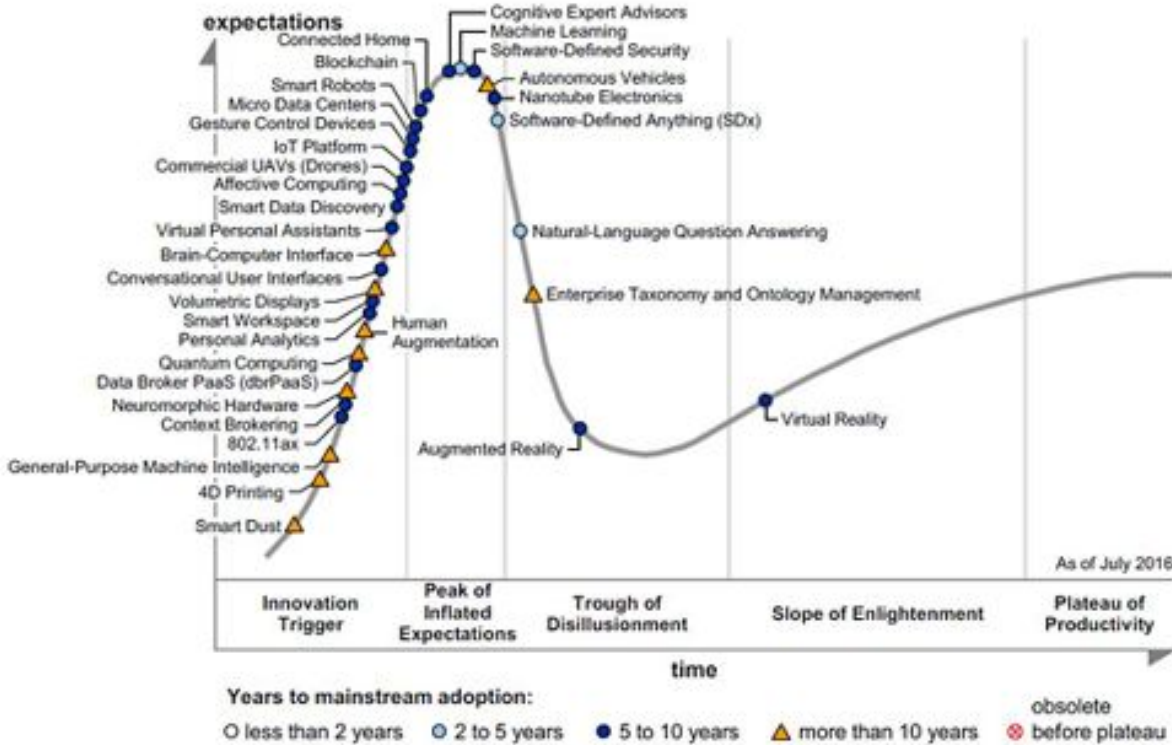 expectations
Connected Home
Blockchain
Smart Robots
Micro Data Centers
Gesture Control Devices
IoT Platform
Commercial UAVs (Drones)
Affective Computing
Smart Data Discovery
Virtual Personal Assistants
Brain-Computer Interface
Conversational User Interfaces
Volumetric Displays
Smart Workspace
Personal Analytics
Quantum Computing
Data Broker PaaS (dbrPaaS)
Neuromorphic Hardware
Context Brokering
802.11ax
General-Purpose Machine Intelligence
4D Printing
Smart Dust
Human
Augmentation
Cognitive Expert Advisors
Machine Learning
Software-Defined Security
Autonomous Vehicles
Nanotube Electronics
Software-Defined Anything (SDx)
Natural-Language Question Answering
Enterprise Taxonomy and Ontology Management
Augmented Reality
Virtual Reality
As of July 2016
Innovation
Trigger
Peak of
Inflated
Expectations
Trough of
Disillusionment
Slope of Enlightenment
Plateau of
Productivity
time
Years to mainstream adoption:
less than 2 years
2 to 5 years
5 to 10 years
more than 10 years
obsolete
before plateau